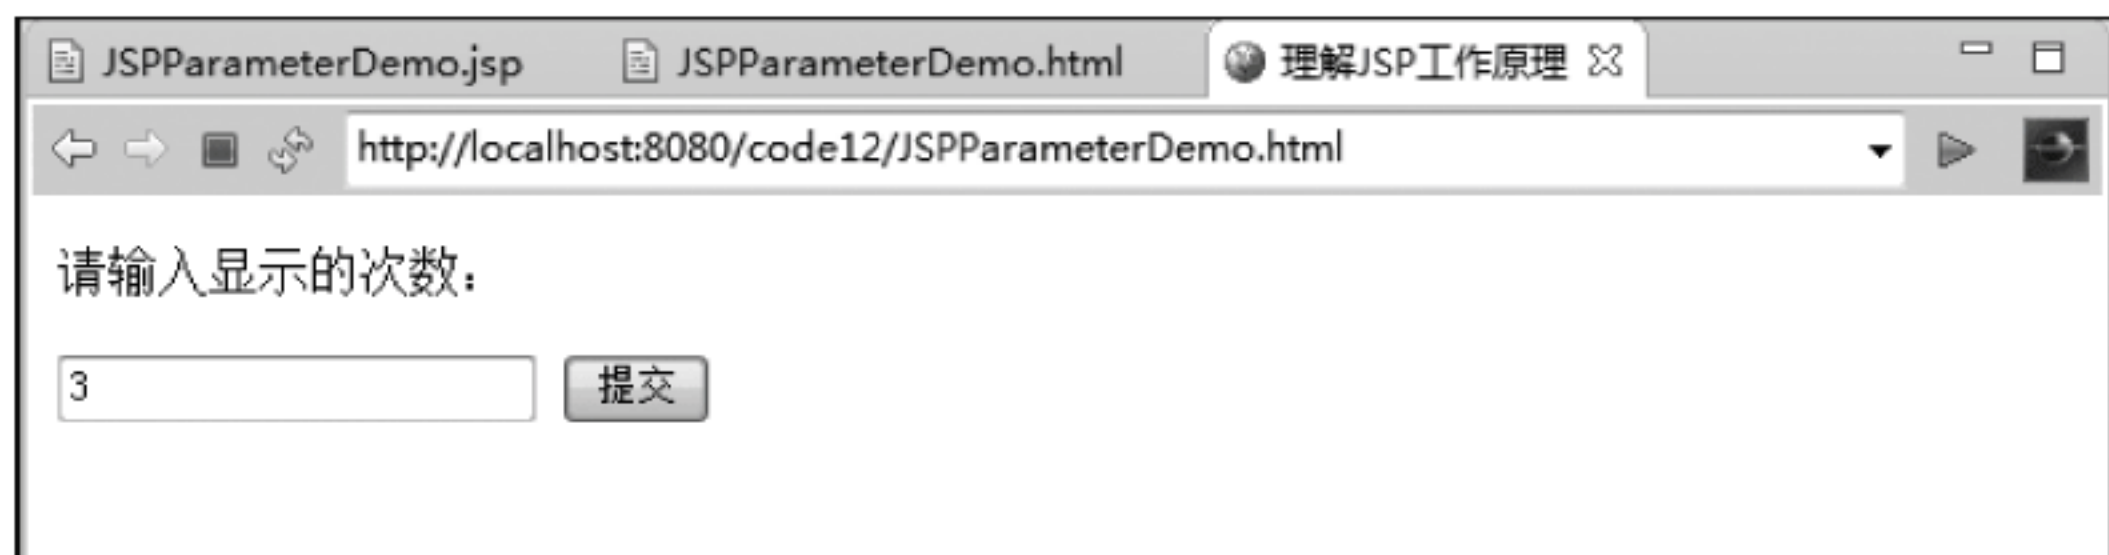 JSPParameterDemo.jsp JSPParameterDemo.html 理解JSP工作原理
http://localhost:8080/code12/JSPParameterDemo.html
请输入显示的次数：
3 提交